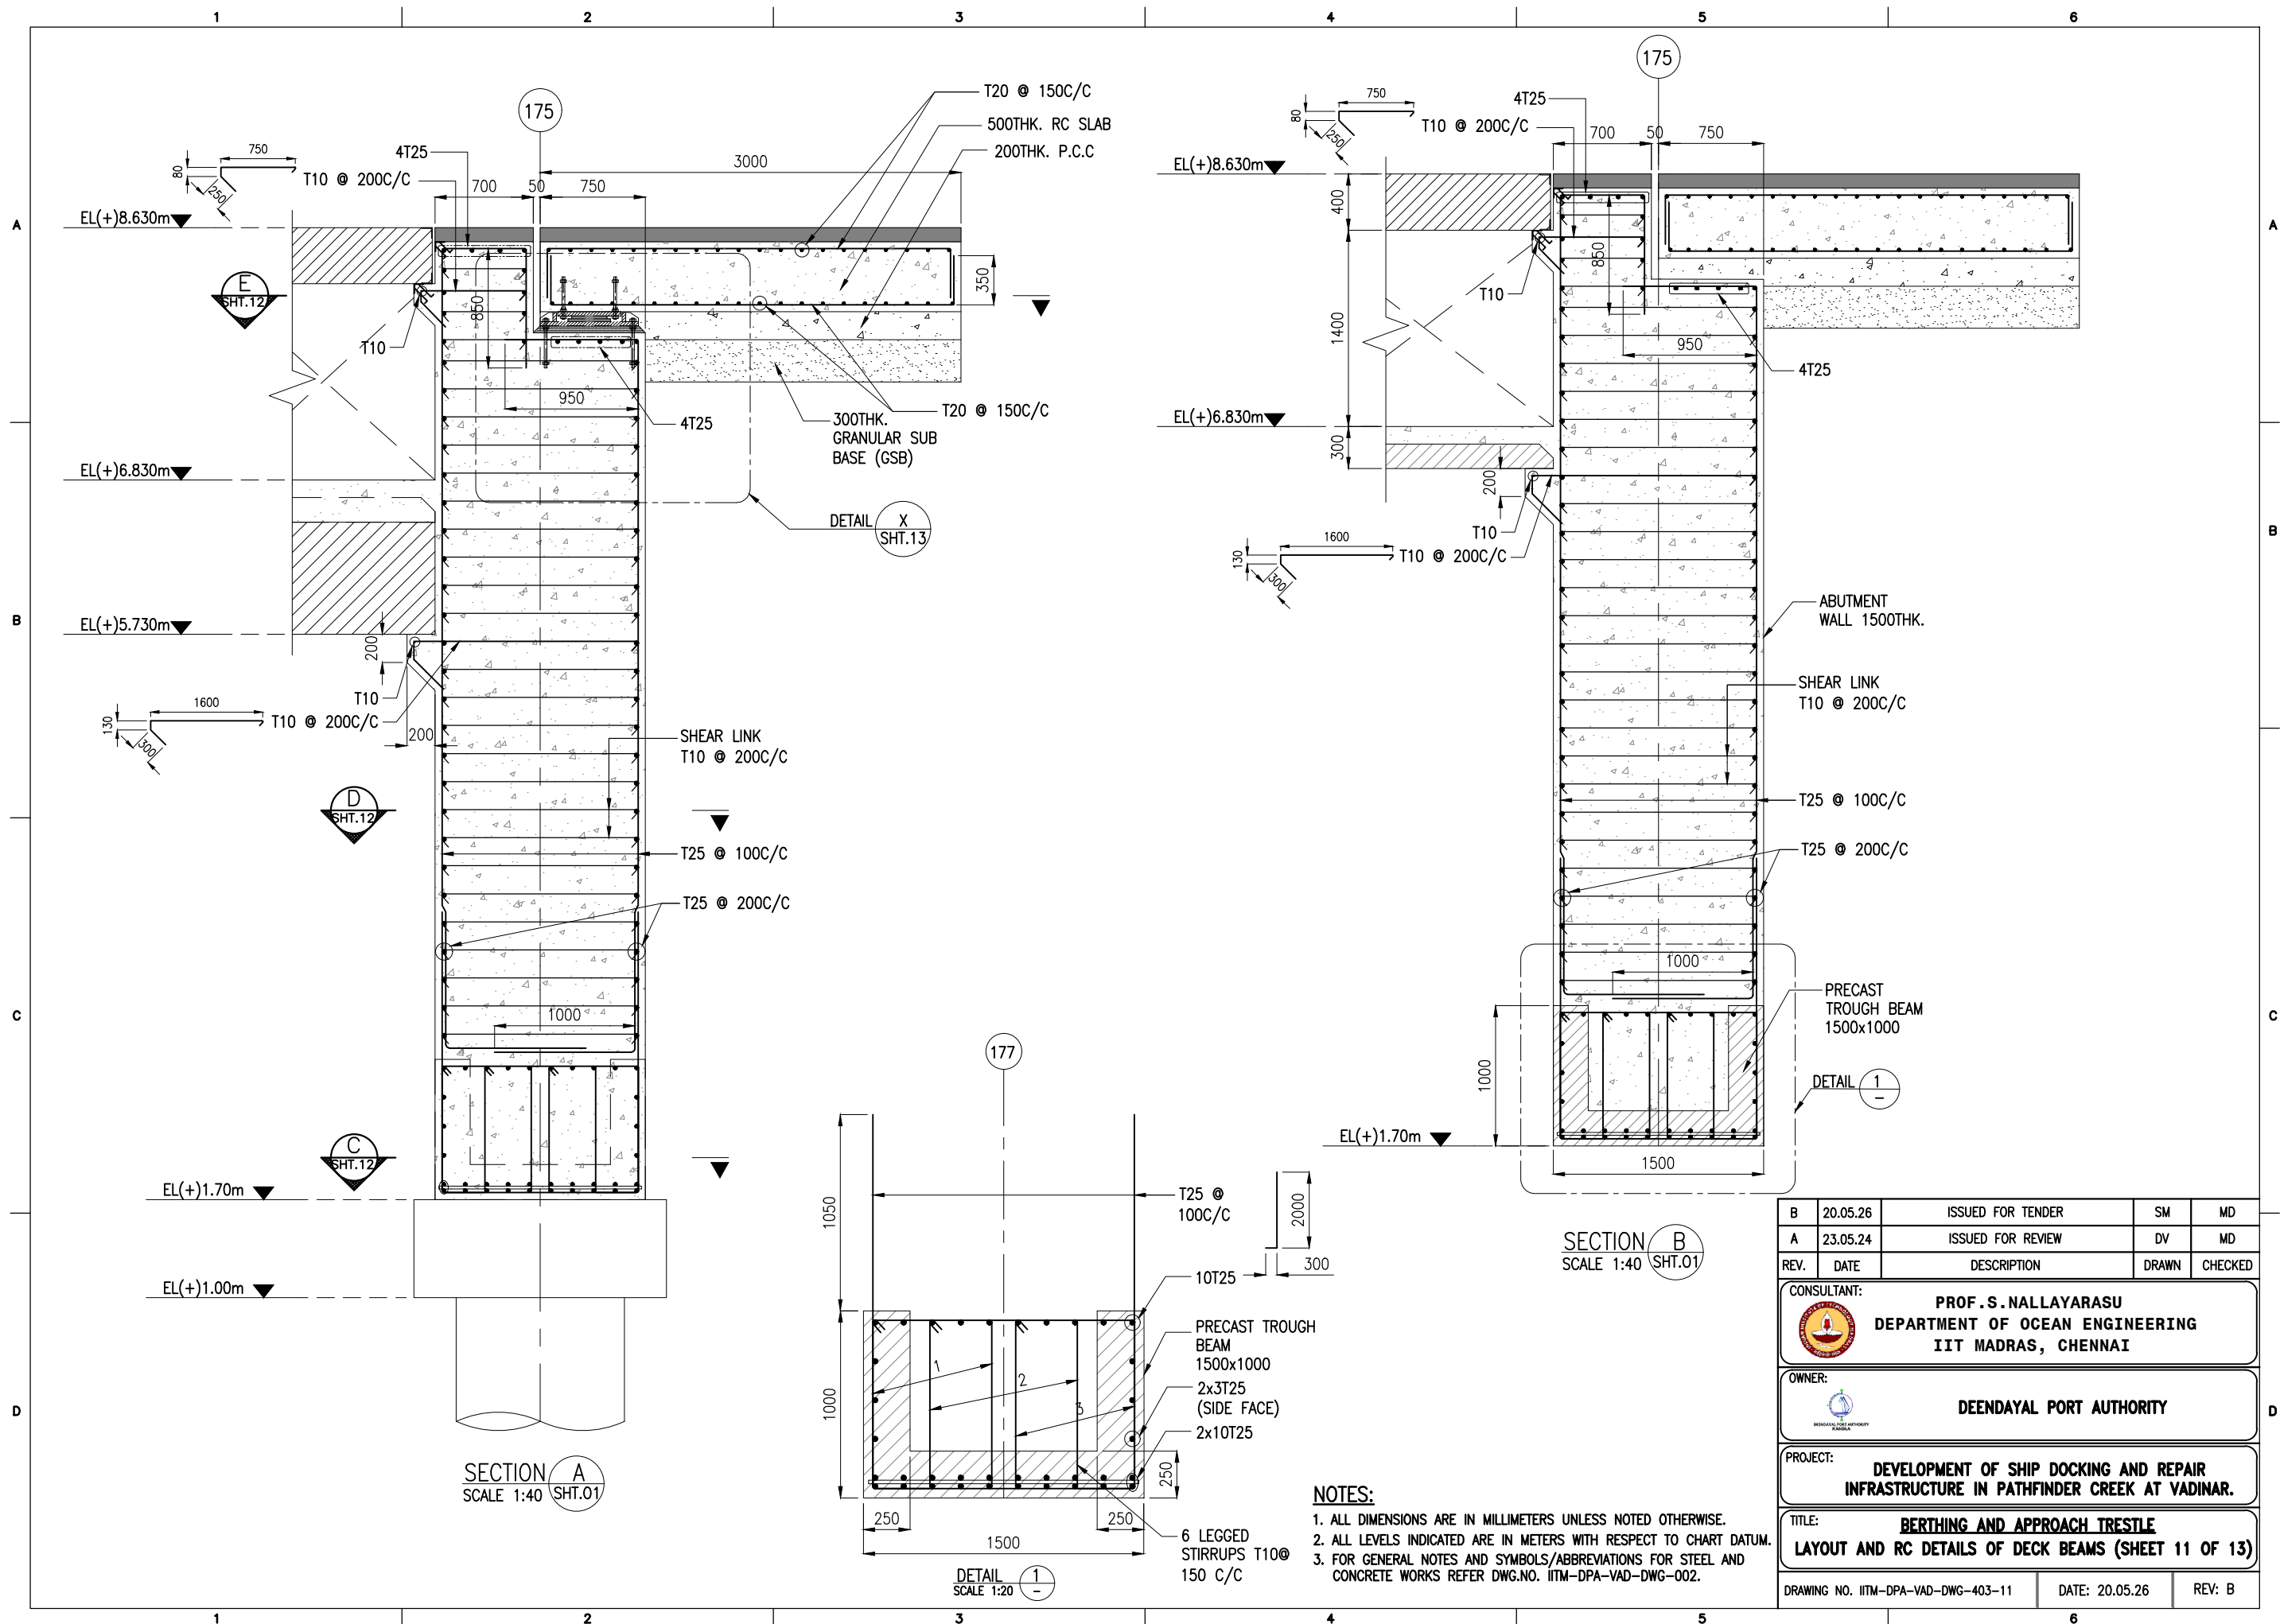 1 2 3 4 5 6
A
B
C
D
175
T20 @ 150C/C
500THK. RC SLAB
200THK. P.C.C
3000
4T25
750
80
250
T10 @ 200C/C
700 50 750
EL(+)8.630m
E
SHT.12
850
350
T10
950
4T25
300THK.
GRANULAR SUB
BASE (GSB)
T20 @ 150C/C
EL(+)6.830m
DETAIL X
SHT.13
EL(+)5.730m
200
T10
1600
130
300
T10 @ 200C/C
200
SHEAR LINK
T10 @ 200C/C
D
SHT.12
T25 @ 100C/C
T25 @ 200C/C
1000
C
SHT.12
EL(+)1.70m
EL(+)1.00m
SECTION A
SCALE 1:40 SHT.01
177
1050
T25 @
100C/C
2000
300
10T25
PRECAST TROUGH
BEAM
1500x1000
2x3T25
(SIDE FACE)
2x10T25
1
2
3
1000
250
250
250
1500
6 LEGGED
STIRRUPS T10@
150 C/C
DETAIL 1
SCALE 1:20 –
175
750
80
250
4T25
T10 @ 200C/C
700 50 750
EL(+)8.630m
400
850
T10
1400
950
4T25
EL(+)6.830m
300
200
T10
1600
130
300
T10 @ 200C/C
ABUTMENT
WALL 1500THK.
SHEAR LINK
T10 @ 200C/C
T25 @ 100C/C
T25 @ 200C/C
1000
PRECAST
TROUGH BEAM
1500x1000
1000
DETAIL 1
–
EL(+)1.70m
1500
SECTION B
SCALE 1:40 SHT.01
NOTES:
1. ALL DIMENSIONS ARE IN MILLIMETERS UNLESS NOTED OTHERWISE.
2. ALL LEVELS INDICATED ARE IN METERS WITH RESPECT TO CHART DATUM.
3. FOR GENERAL NOTES AND SYMBOLS/ABBREVIATIONS FOR STEEL AND
CONCRETE WORKS REFER DWG.NO. IITM-DPA-VAD-DWG-002.
B 20.05.26 ISSUED FOR TENDER SM MD
A 23.05.24 ISSUED FOR REVIEW DV MD
REV. DATE DESCRIPTION DRAWN CHECKED
CONSULTANT:
PROF.S.NALLAYARASU
DEPARTMENT OF OCEAN ENGINEERING
IIT MADRAS, CHENNAI
OWNER:
DEENDAYAL PORT AUTHORITY
KANDLA
DEENDAYAL PORT AUTHORITY
PROJECT:
DEVELOPMENT OF SHIP DOCKING AND REPAIR
INFRASTRUCTURE IN PATHFINDER CREEK AT VADINAR.
TITLE:
BERTHING AND APPROACH TRESTLE
LAYOUT AND RC DETAILS OF DECK BEAMS (SHEET 11 OF 13)
DRAWING NO. IITM-DPA-VAD-DWG-403-11 DATE: 20.05.26 REV: B
A
B
C
D
1 2 3 4 5 6